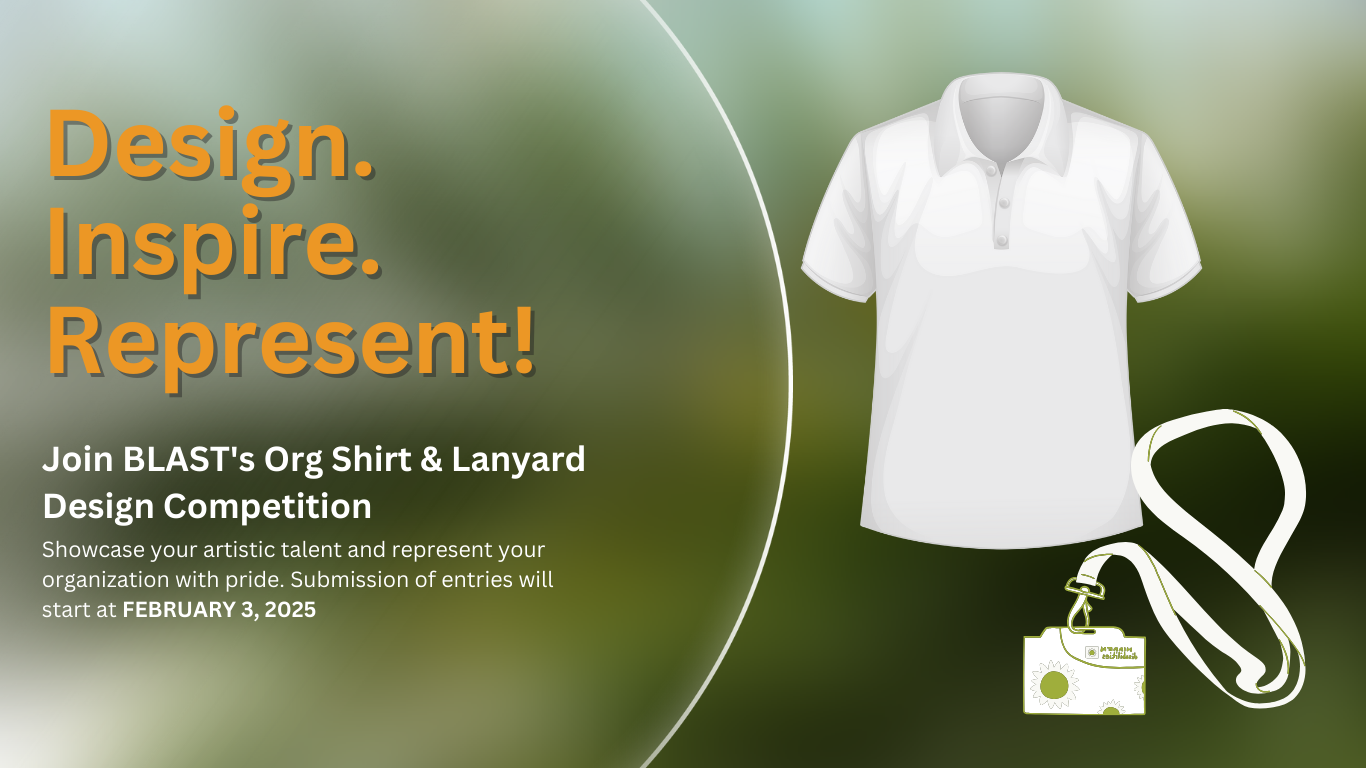 Design.
Inspire.
Represent!
Join BLAST's Org Shirt & Lanyard
Design Competition
Showcase your artistic talent and represent your
organization with pride. Submission of entries will
start at FEBRUARY 3, 2025